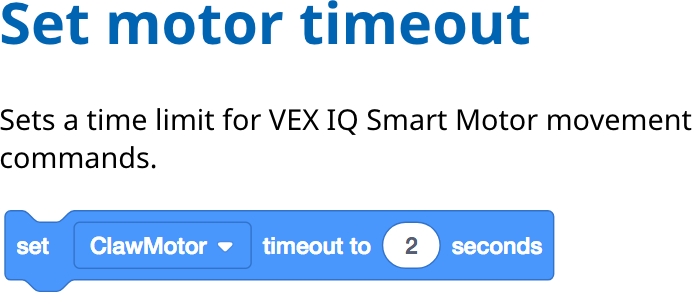 Set motor timeout
Sets a time limit for VEX IQ Smart Motor movement
commands.
set ClawMotor timeout to 2 seconds